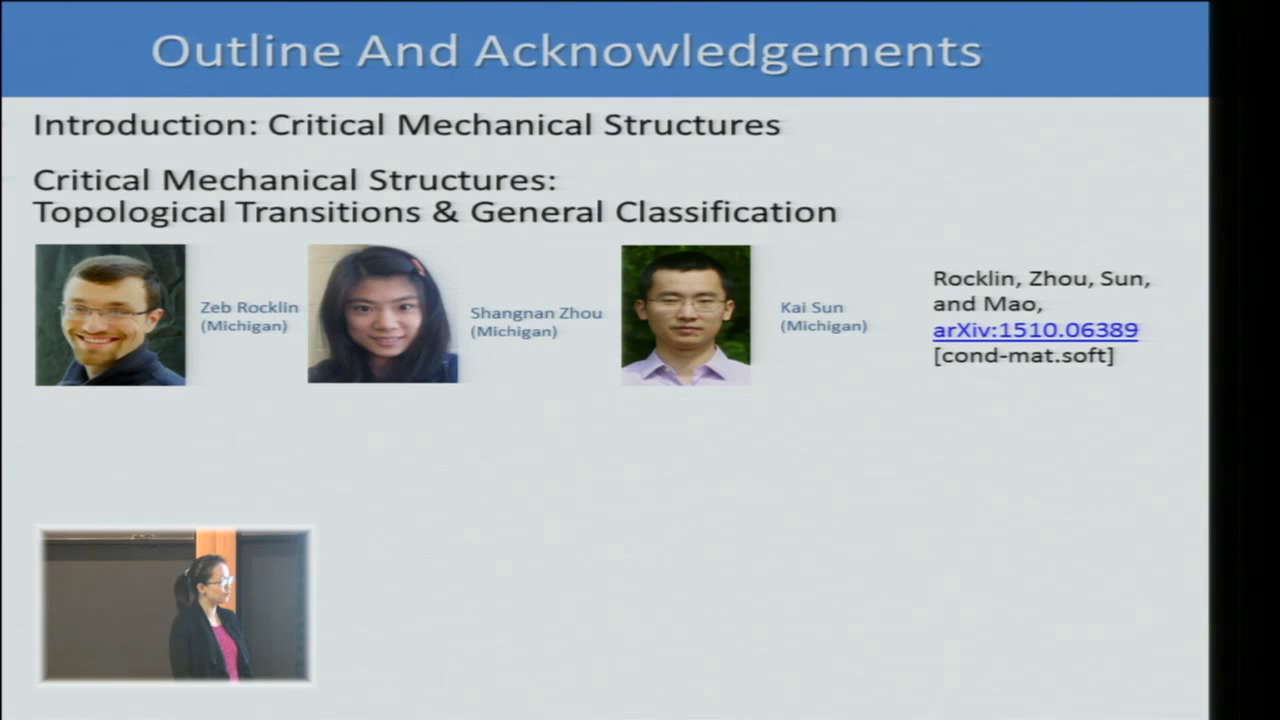 Outline And Acknowledgements
Introduction: Critical Mechanical Structures
Critical Mechanical Structures:
Topological Transitions & General Classification
Zeb Rocklin
(Michigan)
Shangnan Zhou
(Michigan)
Kai Sun
(Michigan)
Rocklin, Zhou, Sun,
and Mao,
arXiv:1510.06389
[cond-mat.soft]